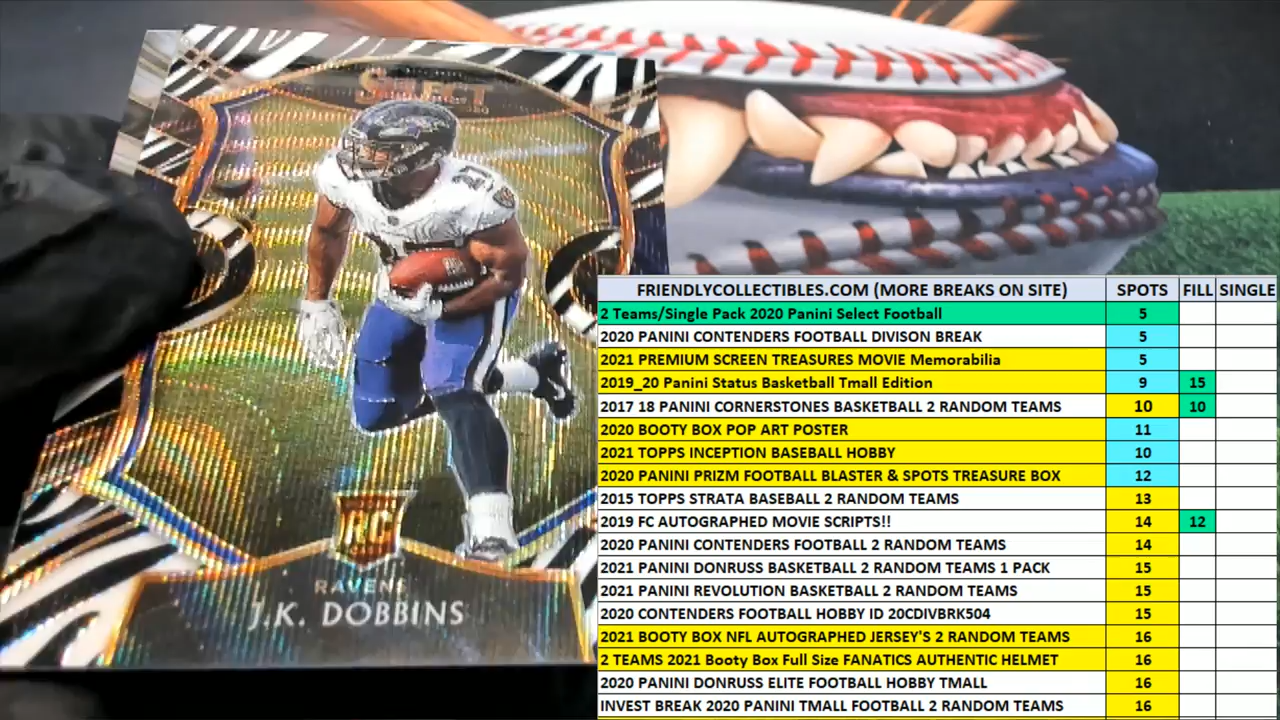 SELECT
27
RC
RAVENS
J.K. DOBBINS
FRIENDLYCOLLECTIBLES.COM (MORE BREAKS ON SITE) SPOTS FILL SINGLE
2 Teams/Single Pack 2020 Panini Select Football 5
2020 PANINI CONTENDERS FOOTBALL DIVISON BREAK 5
2021 PREMIUM SCREEN TREASURES MOVIE Memorabilia 5
2019_20 Panini Status Basketball Tmall Edition 9 15
2017 18 PANINI CORNERSTONES BASKETBALL 2 RANDOM TEAMS 10 10
2020 BOOTY BOX POP ART POSTER 11
2021 TOPPS INCEPTION BASEBALL HOBBY 10
2020 PANINI PRIZM FOOTBALL BLASTER & SPOTS TREASURE BOX 12
2015 TOPPS STRATA BASEBALL 2 RANDOM TEAMS 13
2019 FC AUTOGRAPHED MOVIE SCRIPTS!! 14 12
2020 PANINI CONTENDERS FOOTBALL 2 RANDOM TEAMS 14
2021 PANINI DONRUSS BASKETBALL 2 RANDOM TEAMS 1 PACK 15
2021 PANINI REVOLUTION BASKETBALL 2 RANDOM TEAMS 15
2020 CONTENDERS FOOTBALL HOBBY ID 20CDIVBRK504 15
2021 BOOTY BOX NFL AUTOGRAPHED JERSEY'S 2 RANDOM TEAMS 16
2 TEAMS 2021 Booty Box Full Size FANATICS AUTHENTIC HELMET 16
2020 PANINI DONRUSS ELITE FOOTBALL HOBBY TMALL 16
INVEST BREAK 2020 PANINI TMALL FOOTBALL 2 RANDOM TEAMS 16